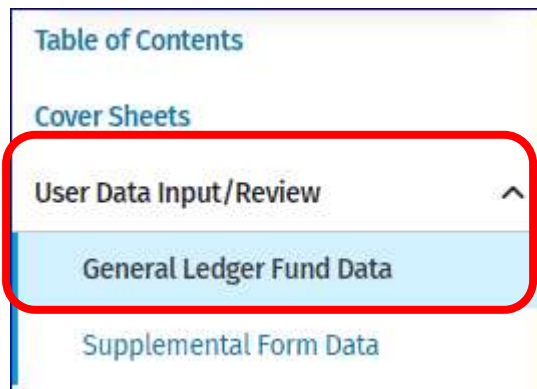 Table of Contents
Cover Sheets
User Data Input/Review
General Ledger Fund Data
Supplemental Form Data